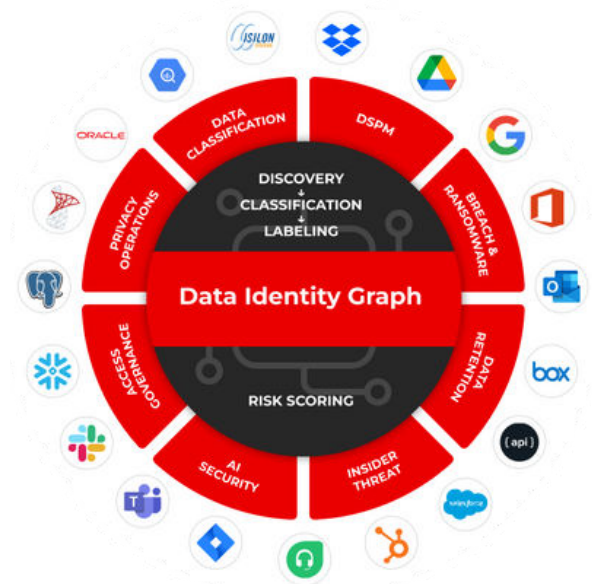 ISILON
DATA
CLASSIFICATION
DSPM
ORACLE
DISCOVERY
CLASSIFICATION
LABELING
PRIVACY
OPERATIONS
BREACH &
RANSOMWARE
Data Identity Graph
ACCESS
GOVERNANCE
DATA
RETENTION
box
RISK SCORING
{api}
AI
SECURITY
INSIDER
THREAT
salesforce